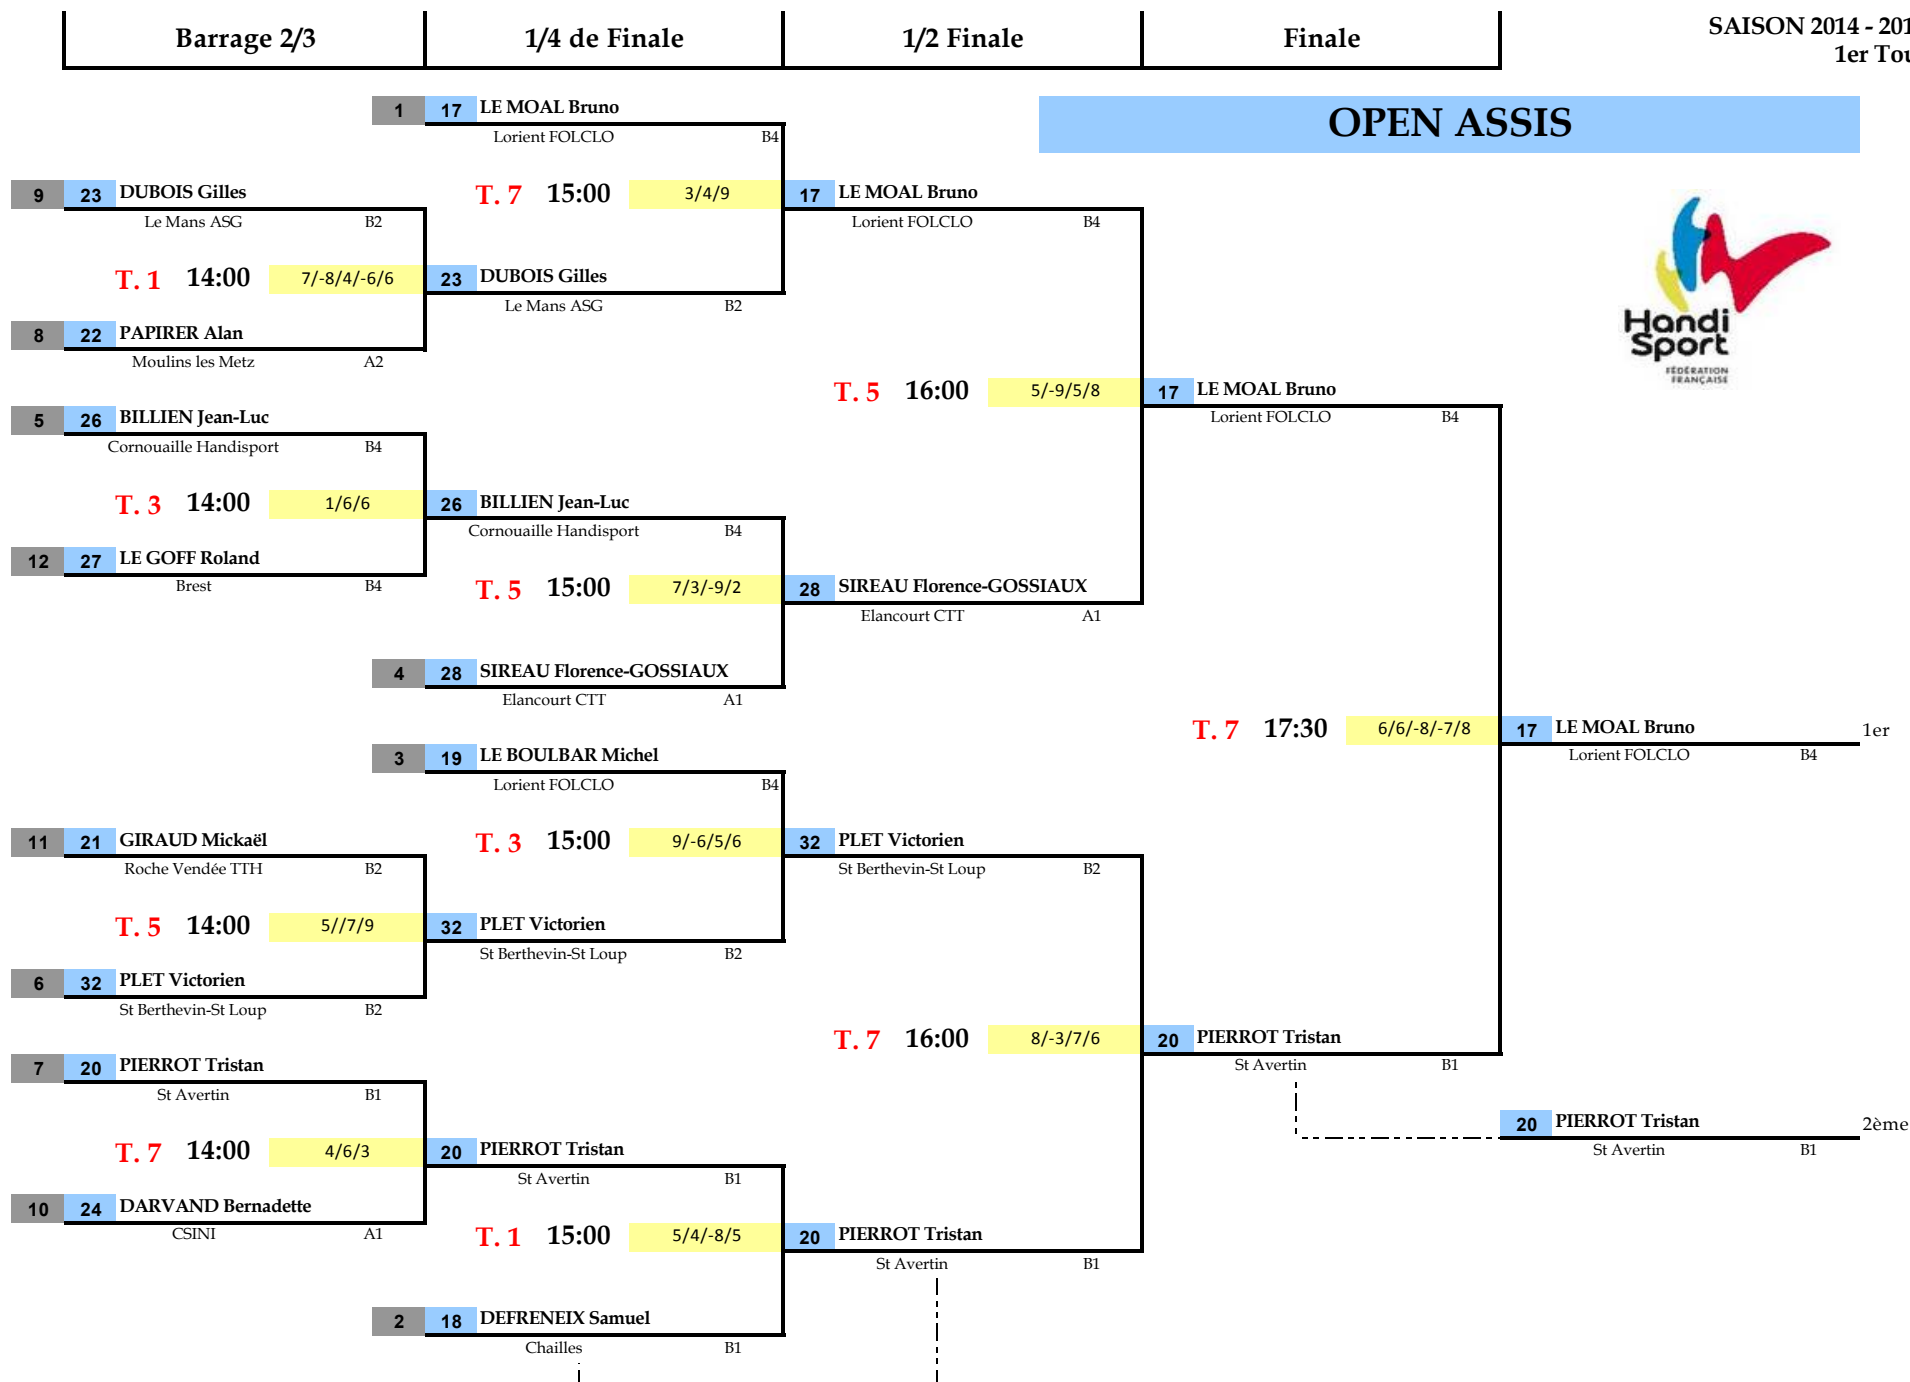 Barrage 2/3 1/4 de Finale 1/2 Finale Finale
SAISON 2014 - 201
1er Tou
OPEN ASSIS
1 17 LE MOAL Bruno
Lorient FOLCLO B4
9 23 DUBOIS Gilles
Le Mans ASG B2
T. 7 15:00 3/4/9
17 LE MOAL Bruno
Lorient FOLCLO B4
T. 1 14:00 7/-8/4/-6/6
23 DUBOIS Gilles
Le Mans ASG B2
8 22 PAPIRER Alan
Moulins les Metz A2
Handi
Sport
FÉDÉRATION
FRANÇAISE
T. 5 16:00 5/-9/5/8
17 LE MOAL Bruno
Lorient FOLCLO B4
5 26 BILLIEN Jean-Luc
Cornouaille Handisport B4
T. 3 14:00 1/6/6
26 BILLIEN Jean-Luc
Cornouaille Handisport B4
12 27 LE GOFF Roland
Brest B4
T. 5 15:00 7/3/-9/2
28 SIREAU Florence-GOSSIAUX
Elancourt CTT A1
4 28 SIREAU Florence-GOSSIAUX
Elancourt CTT A1
T. 7 17:30 6/6/-8/-7/8
17 LE MOAL Bruno 1er
Lorient FOLCLO B4
3 19 LE BOULBAR Michel
Lorient FOLCLO B4
11 21 GIRAUD Mickaël
Roche Vendée TTH B2
T. 3 15:00 9/-6/5/6
32 PLET Victorien
St Berthevin-St Loup B2
T. 5 14:00 5//7/9
32 PLET Victorien
St Berthevin-St Loup B2
6 32 PLET Victorien
St Berthevin-St Loup B2
T. 7 16:00 8/-3/7/6
20 PIERROT Tristan
St Avertin B1
7 20 PIERROT Tristan
St Avertin B1
20 PIERROT Tristan 2ème
St Avertin B1
T. 7 14:00 4/6/3
20 PIERROT Tristan
St Avertin B1
10 24 DARVAND Bernadette
CSINI A1
T. 1 15:00 5/4/-8/5
20 PIERROT Tristan
St Avertin B1
2 18 DEFRENEIX Samuel
Chailles B1